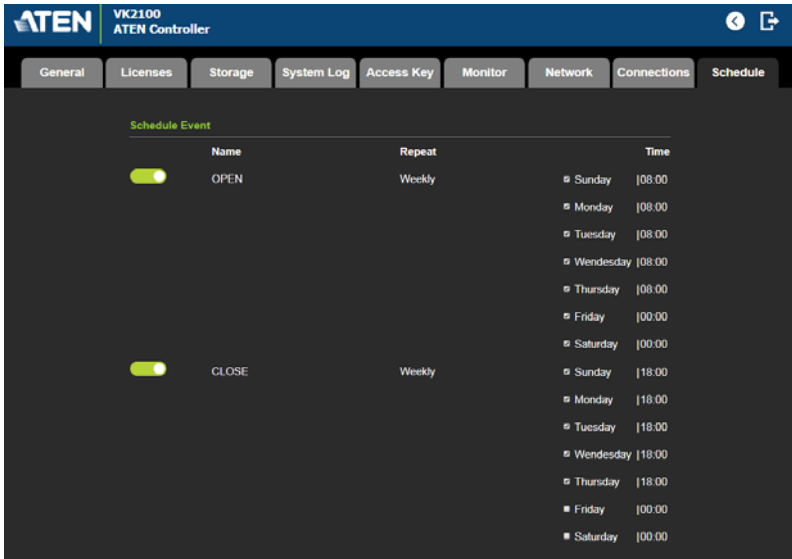 ATEN
VK2100
ATEN Controller
General Licenses Storage System Log Access Key Monitor Network Connections Schedule
Schedule Event
Name Repeat Time
OPEN Weekly Sunday |08:00
Monday |08:00
Tuesday |08:00
Wendesday |08:00
Thursday |08:00
Friday |00:00
Saturday |00:00
CLOSE Weekly Sunday |18:00
Monday |18:00
Tuesday |18:00
Wendesday |18:00
Thursday |18:00
Friday |00:00
Saturday |00:00